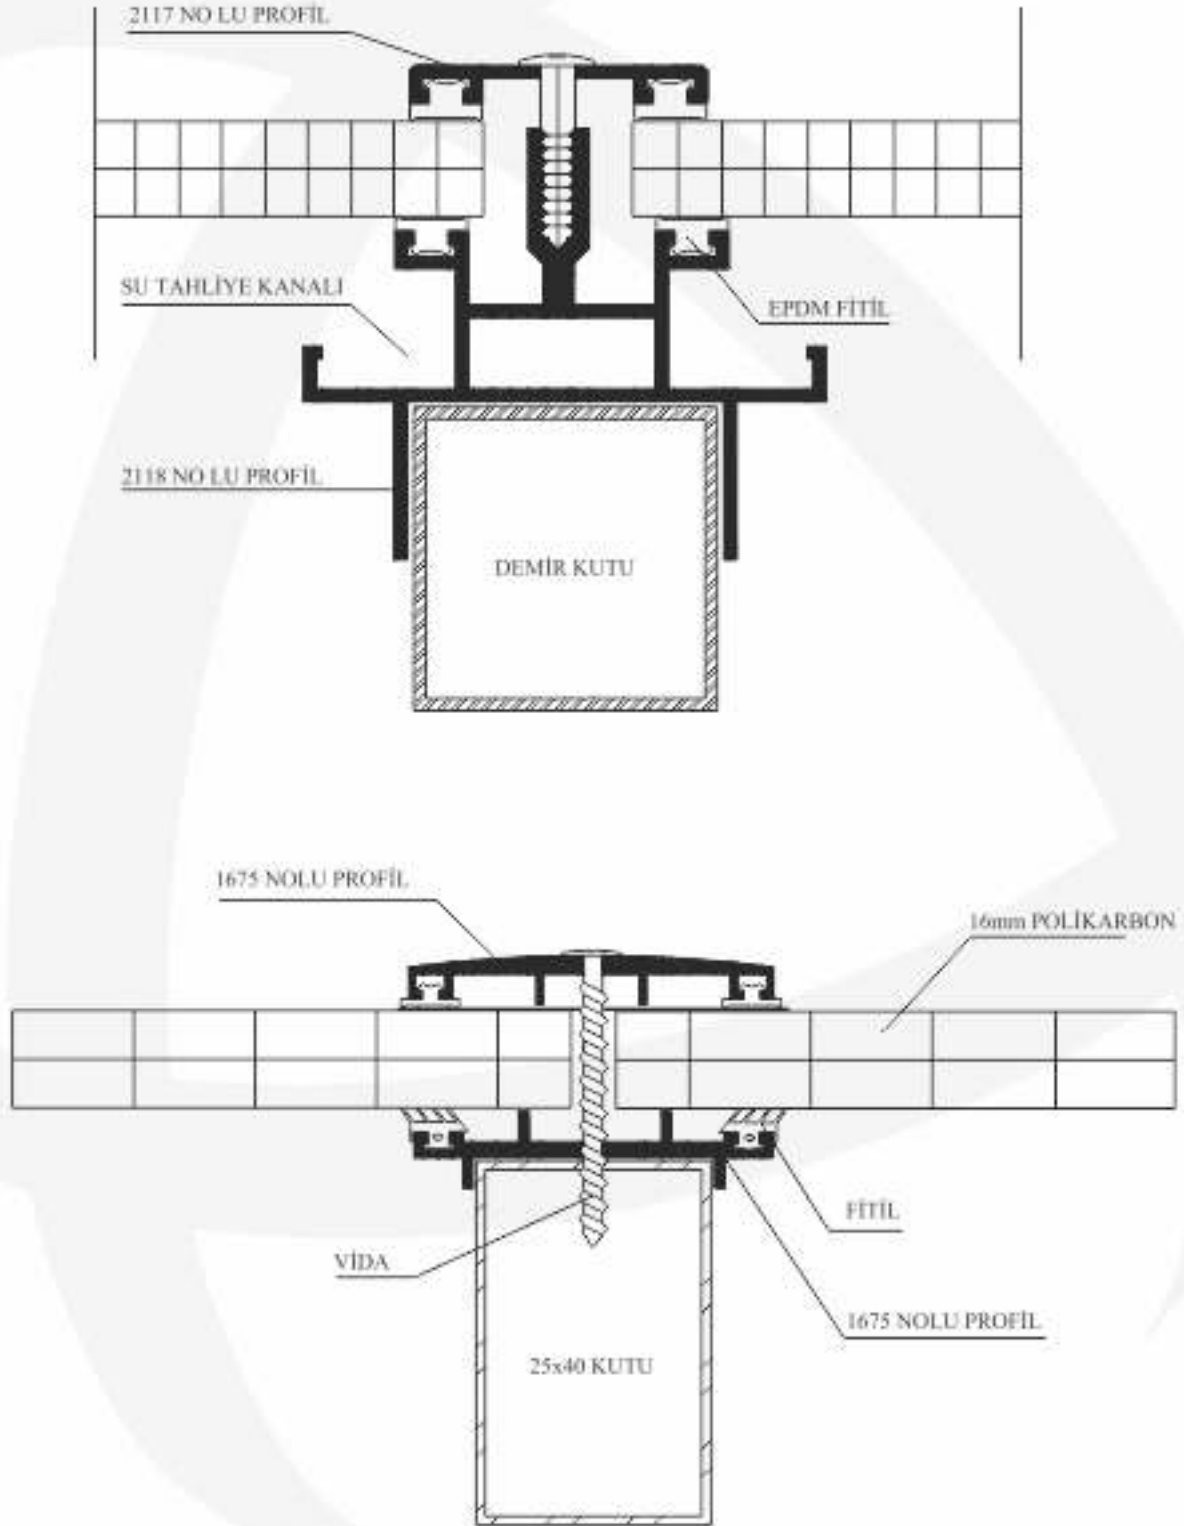 2117 NO LU PROFİL
SU TAHLİYE KANALI
EPDM FİTİL
2118 NO LU PROFİL
DEMİR KUTU
1675 NOLU PROFİL
16mm POLİKARBON
FİTİL
VİDA
1675 NOLU PROFİL
25x40 KUTU